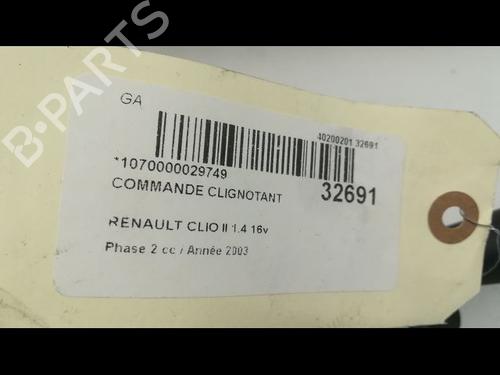 GA
40200201 32691
*1070000029749
COMMANDE CLIGNOTANT
32691
RENAULT CLIO II 1.4 16v
Phase 2 cc / Année 2003
B-PARTS